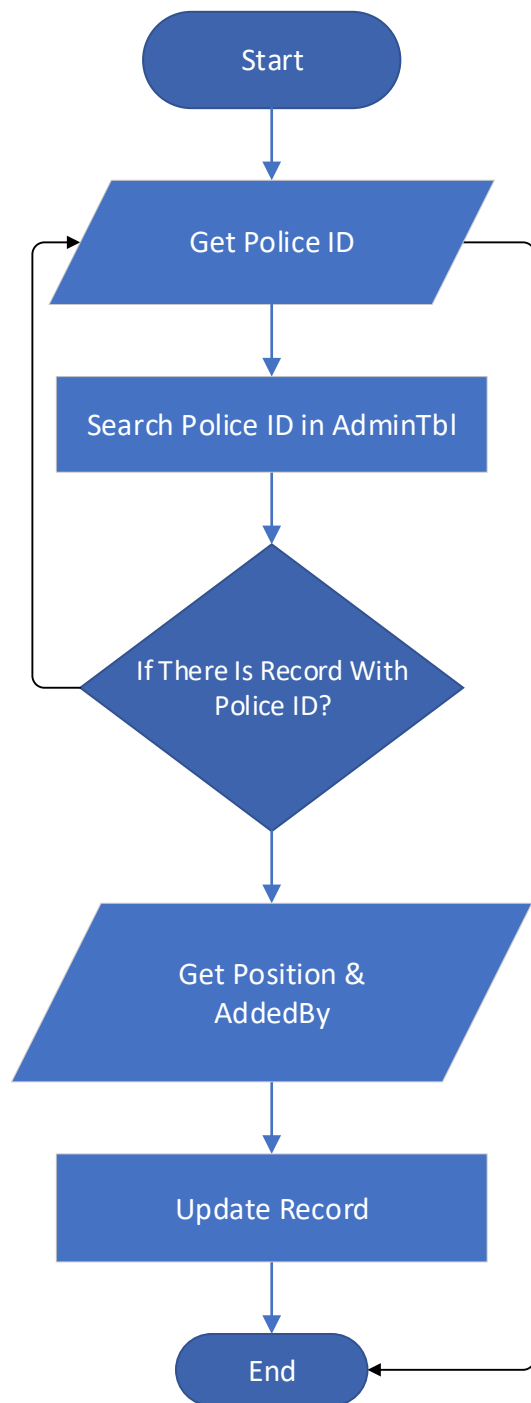 Start
Get Police ID
Search Police ID in AdminTbl
If There Is Record With
Police ID?
Get Position &
AddedBy
Update Record
End